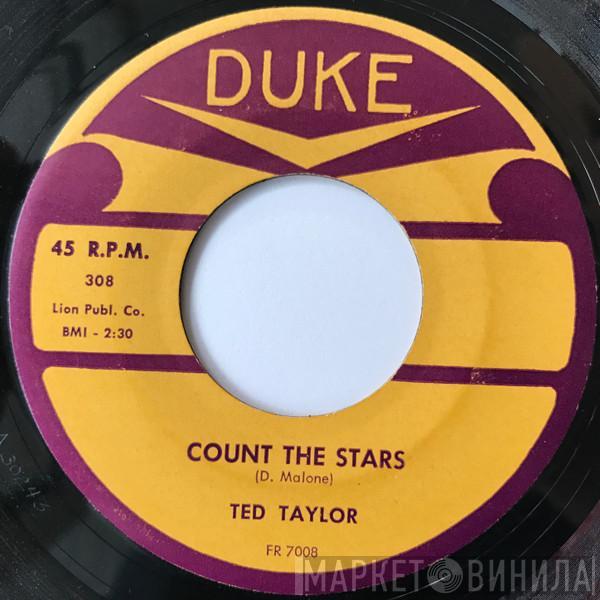 DUKE
45 R.P.M.
308
Lion Publ. Co.
BMI - 2:30
COUNT THE STARS
(D. Malone)
TED TAYLOR
FR 7008
МАРКЕТ ВИНИЛА